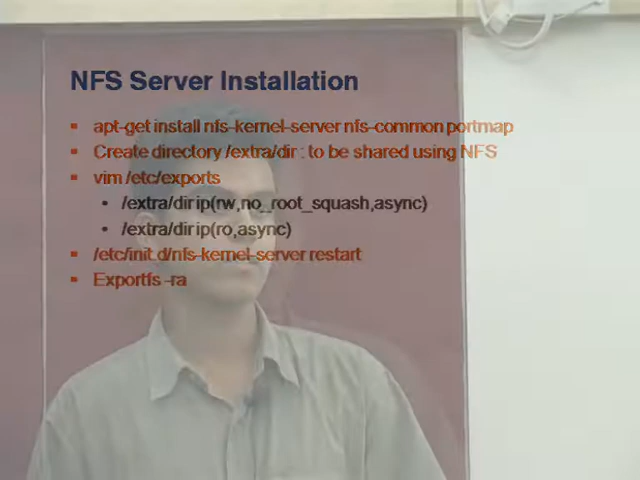 NFS Server Installation
apt-get install nfs-kernel-server nfs-common portmap
Create directory /extra/dir : to be shared using NFS
vim /etc/exports
/extra/dir ip(rw,no_root_squash,async)
/extra/dir ip(ro,async)
/etc/init.d/nfs-kernel-server restart
Exportfs -ra